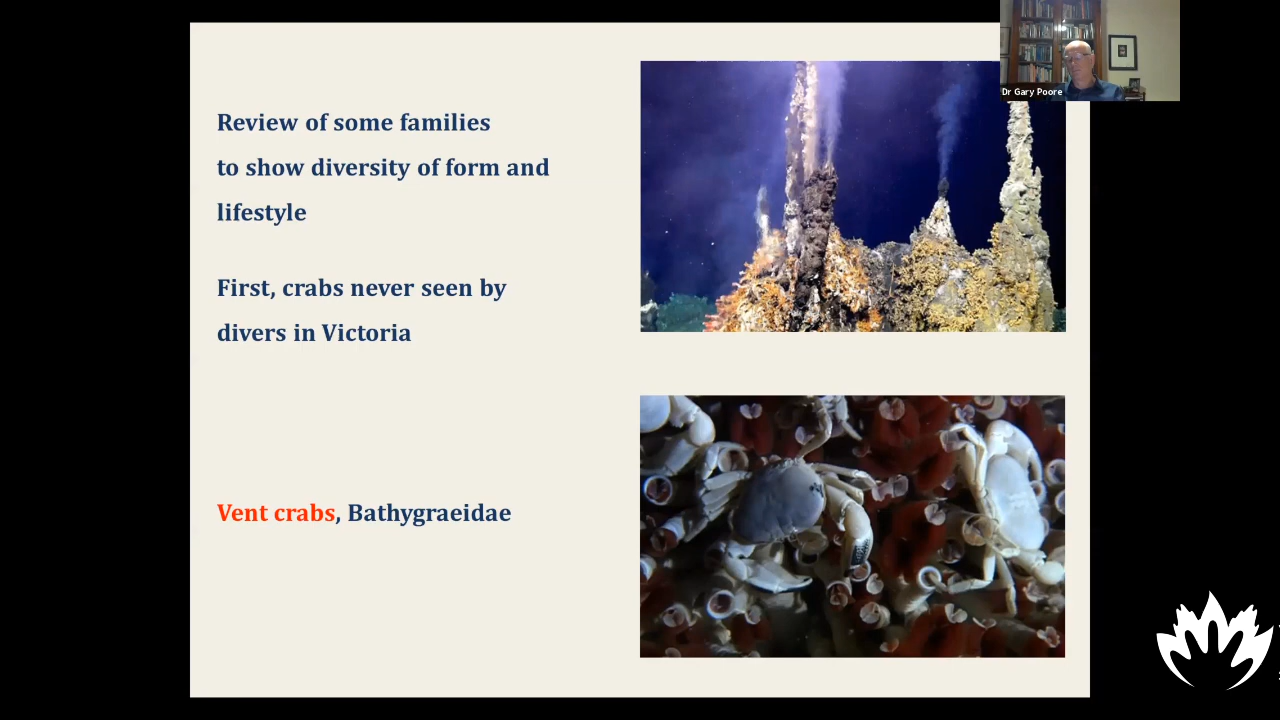 Dr Gary Poore
Review of some families
to show diversity of form and
lifestyle
First, crabs never seen by
divers in Victoria
Vent crabs, Bathygraeidae